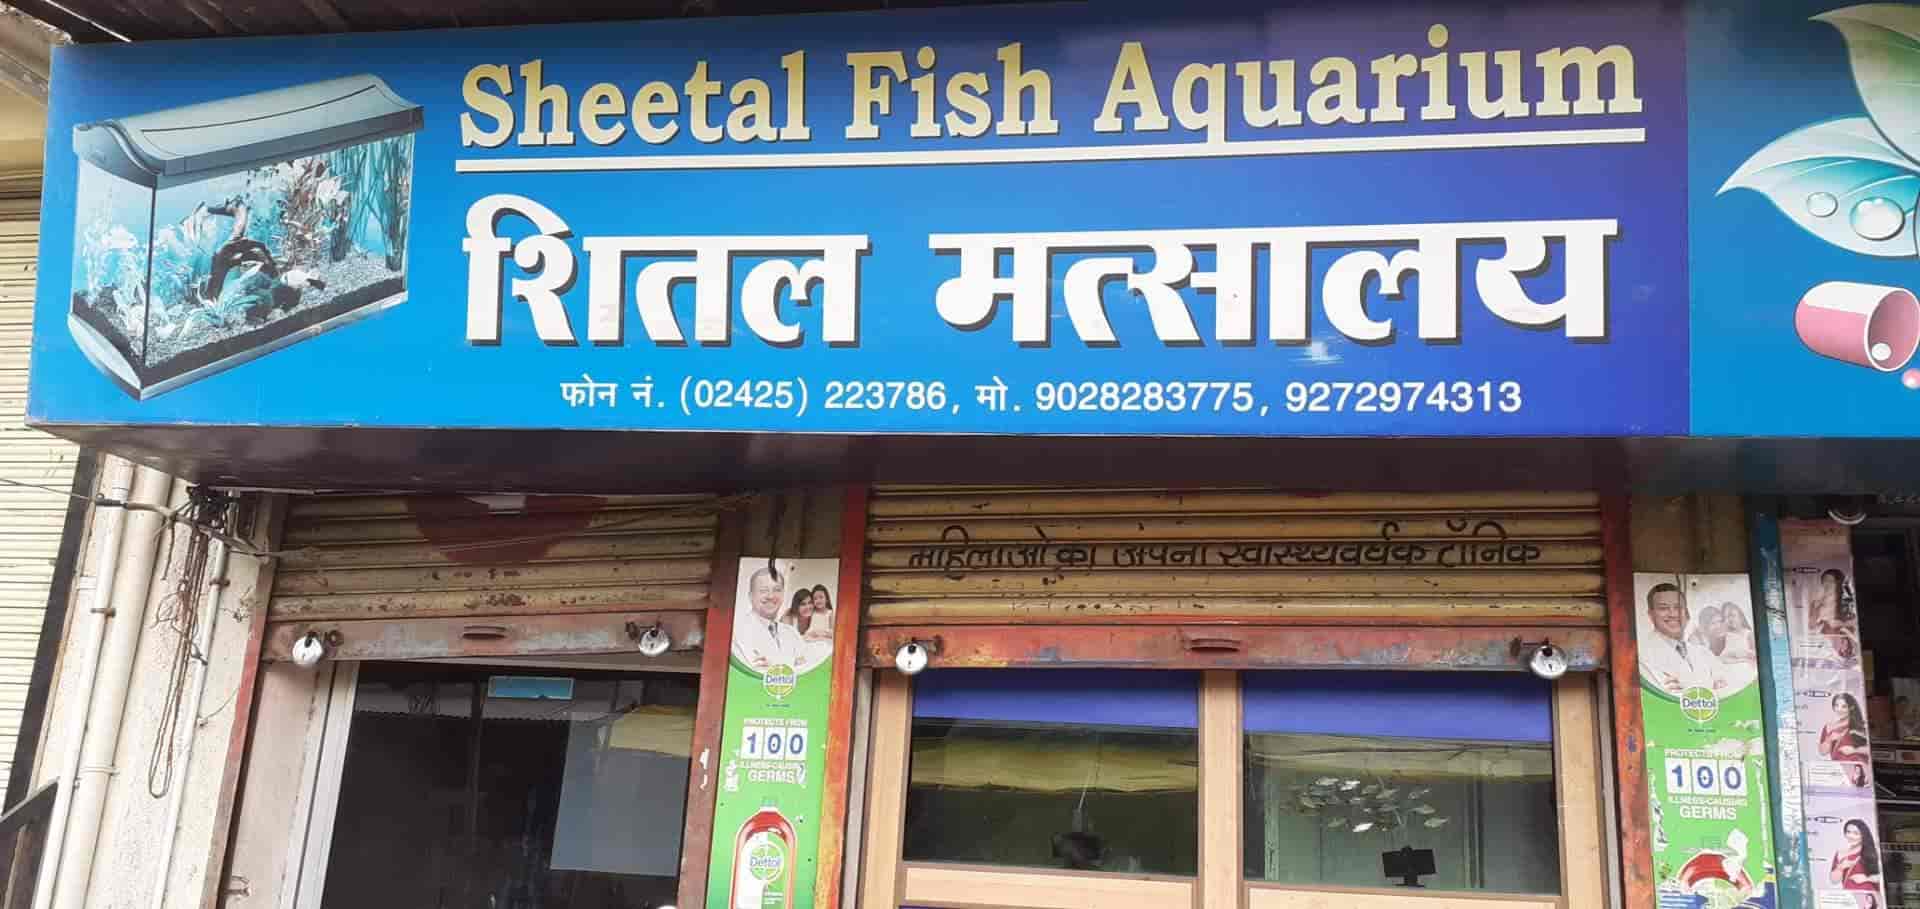 Sheetal Fish Aquarium
शितल मत्सालय
फोन नं. (02425) 223786, मो. 9028283775, 9272974313
महिलाओं का अपना स्वास्थ्यवर्धक टॉनिक
Dettol
PROTECTS FROM
100
ILLNESS-CAUSING
GERMS
Dettol
Dettol
PROTECTS FROM
100
ILLNESS-CAUSING
GERMS